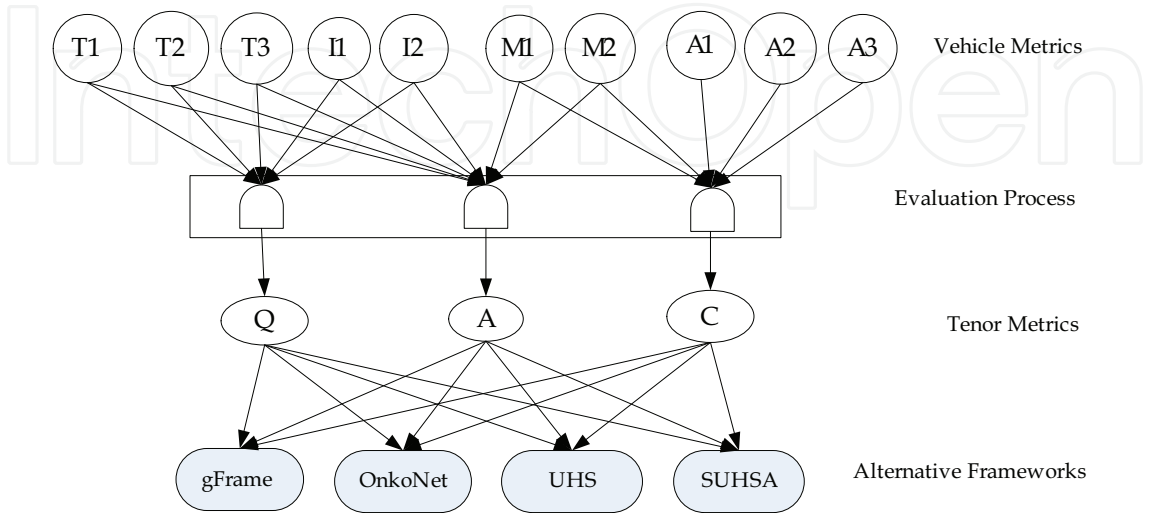 IntechOpen
T1 T2 T3 I1 I2 M1 M2 A1 A2 A3 Vehicle Metrics
Evaluation Process
Q A C Tenor Metrics
gFrame OnkoNet UHS SUHSA Alternative Frameworks